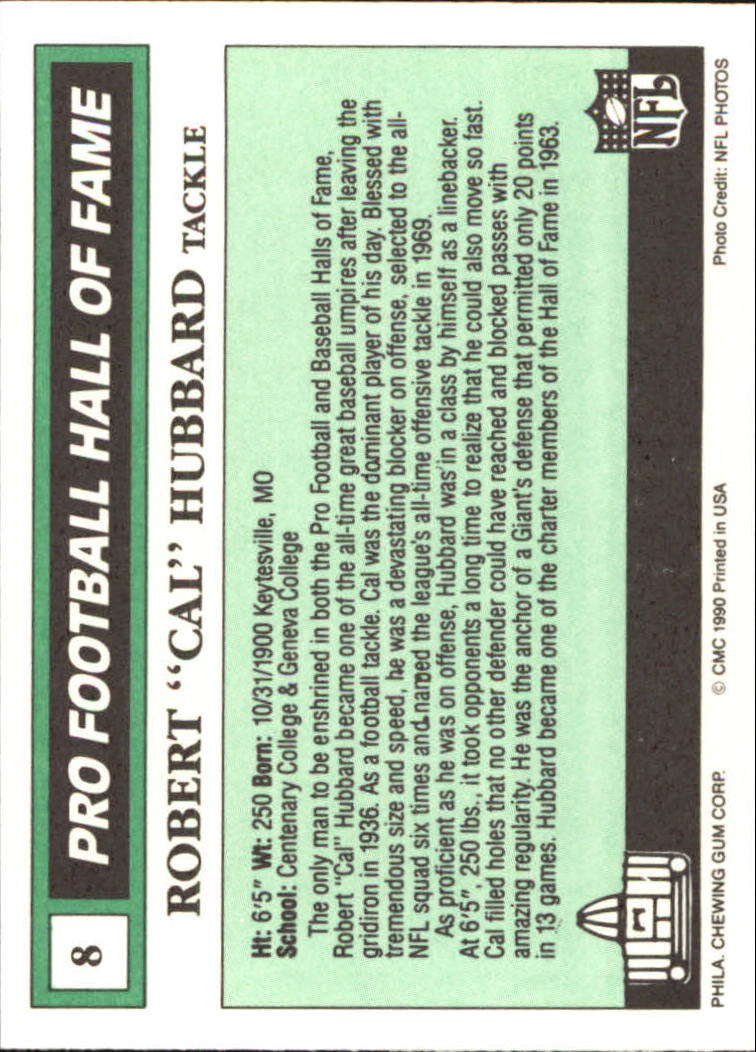 8
PRO FOOTBALL HALL OF FAME
ROBERT "CAL" HUBBARD TACKLE
Ht: 6'5" Wt: 250 Born: 10/31/1900 Keytesville, MO
School: Centenary College & Geneva College
The only man to be enshrined in both the Pro Football and Baseball Halls of Fame,
Robert "Cal" Hubbard became one of the all-time great baseball umpires after leaving the
gridiron in 1936. As a football tackle. Cal was the dominant player of his day. Blessed with
tremendous size and speed, he was a devastating blocker on offense, selected to the all-
NFL squad six times and named the league's all-time offensive tackle in 1969.
As proficient as he was on offense, Hubbard was in a class by himself as a linebacker.
At 6'5", 250 lbs., it took opponents a long time to realize that he could also move so fast.
Cal filled holes that no other defender could have reached and blocked passes with
amazing regularity. He was the anchor of a Giant's defense that permitted only 20 points
in 13 games. Hubbard became one of the charter members of the Hall of Fame in 1963.
NFL
PHILA. CHEWING GUM CORP. © CMC 1990 Printed in USA Photo Credit: NFL PHOTOS